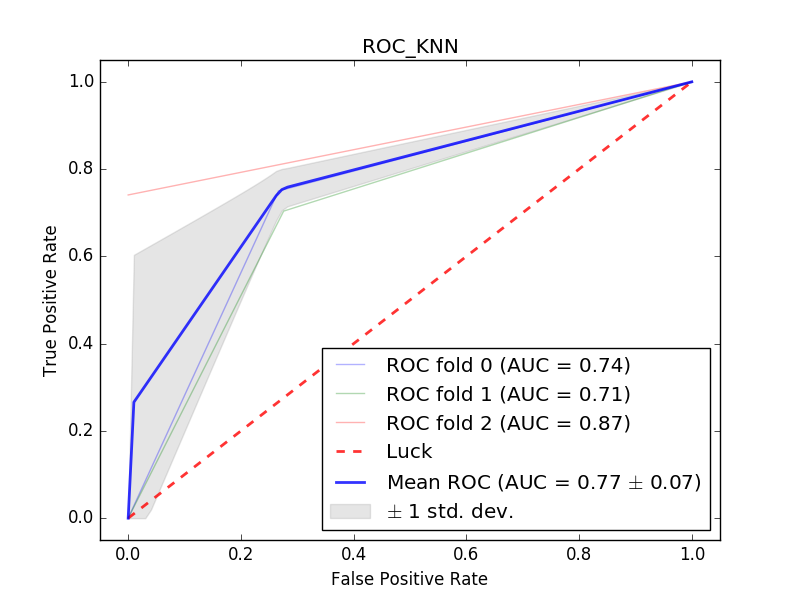 ROC_KNN
True Positive Rate
1.0
0.8
0.6
0.4
0.2
0.0
0.0 0.2 0.4 0.6 0.8 1.0
False Positive Rate
ROC fold 0 (AUC = 0.74)
ROC fold 1 (AUC = 0.71)
ROC fold 2 (AUC = 0.87)
Luck
Mean ROC (AUC = 0.77 ± 0.07)
± 1 std. dev.